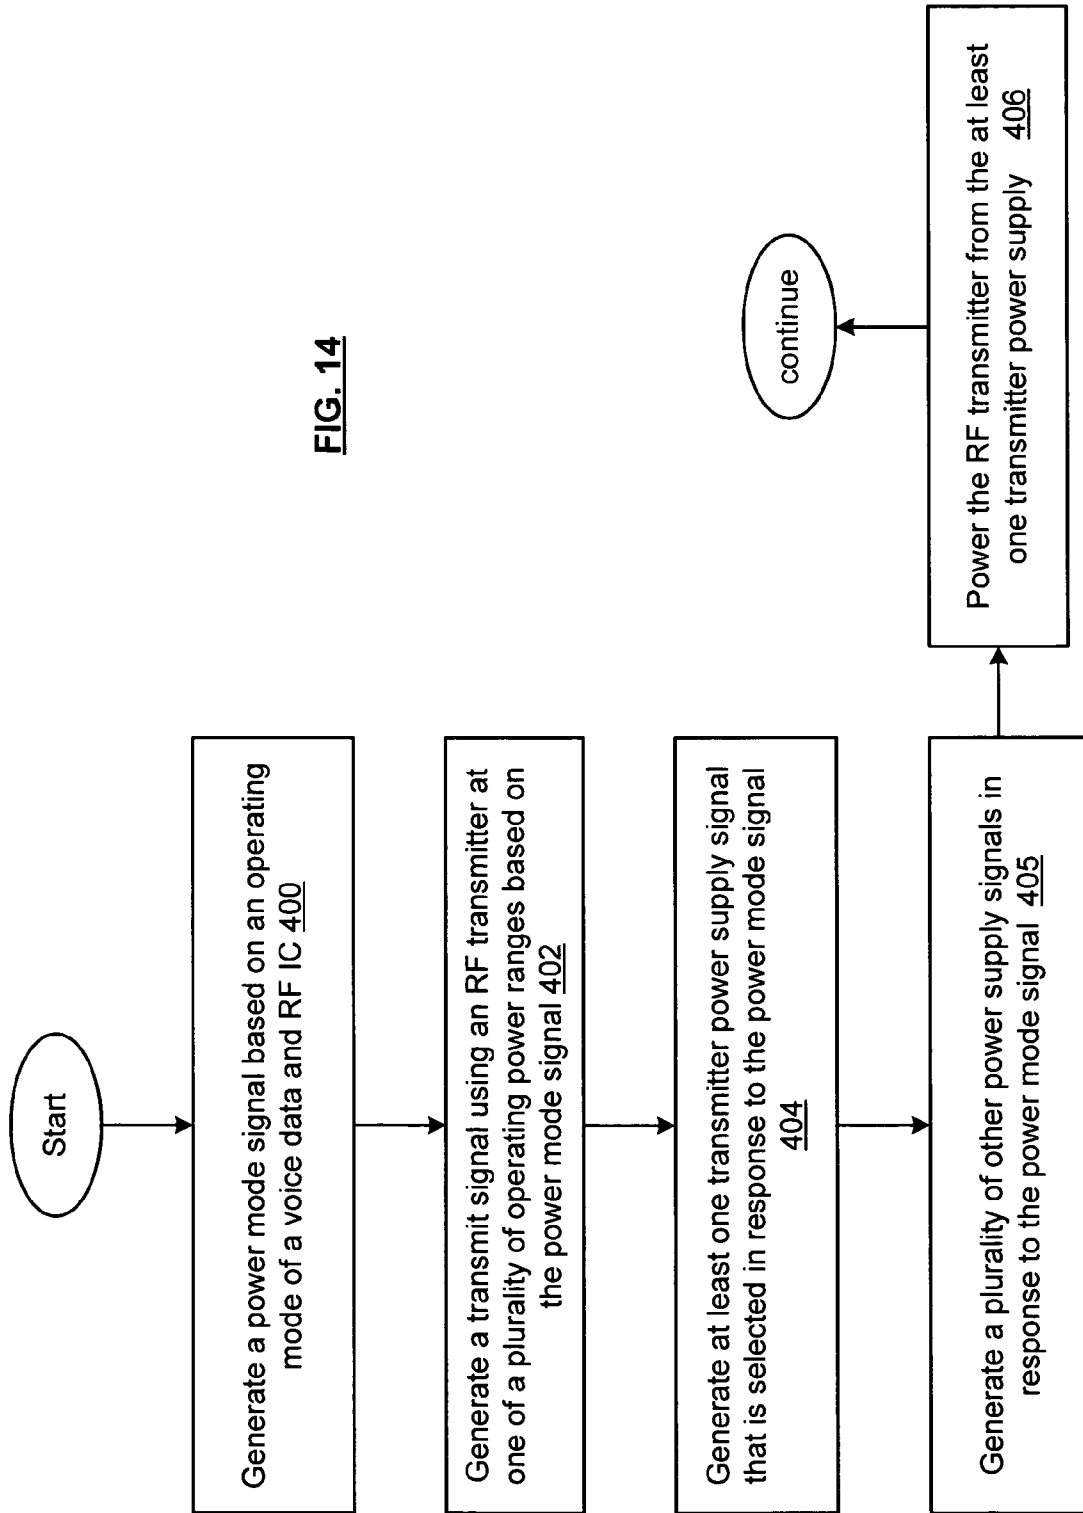 Start
Generate a power mode signal based on an operating
mode of a voice data and RF IC 400
Generate a transmit signal using an RF transmitter at
one of a plurality of operating power ranges based on
the power mode signal 402
Generate at least one transmitter power supply signal
that is selected in response to the power mode signal
404
Generate a plurality of other power supply signals in
response to the power mode signal 405
Power the RF transmitter from the at least
one transmitter power supply 406
continue
FIG. 14